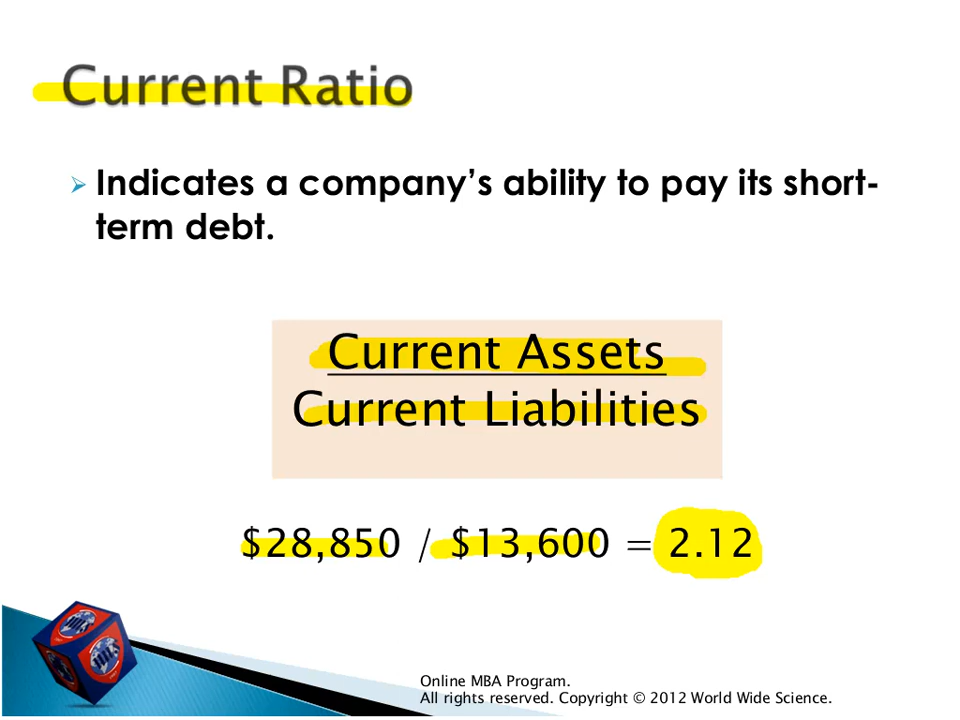 Current Ratio
Indicates a company's ability to pay its short-
term debt.
Current Assets
Current Liabilities
$28,850 / $13,600 = 2.12
Online MBA Program.
All rights reserved. Copyright © 2012 World Wide Science.